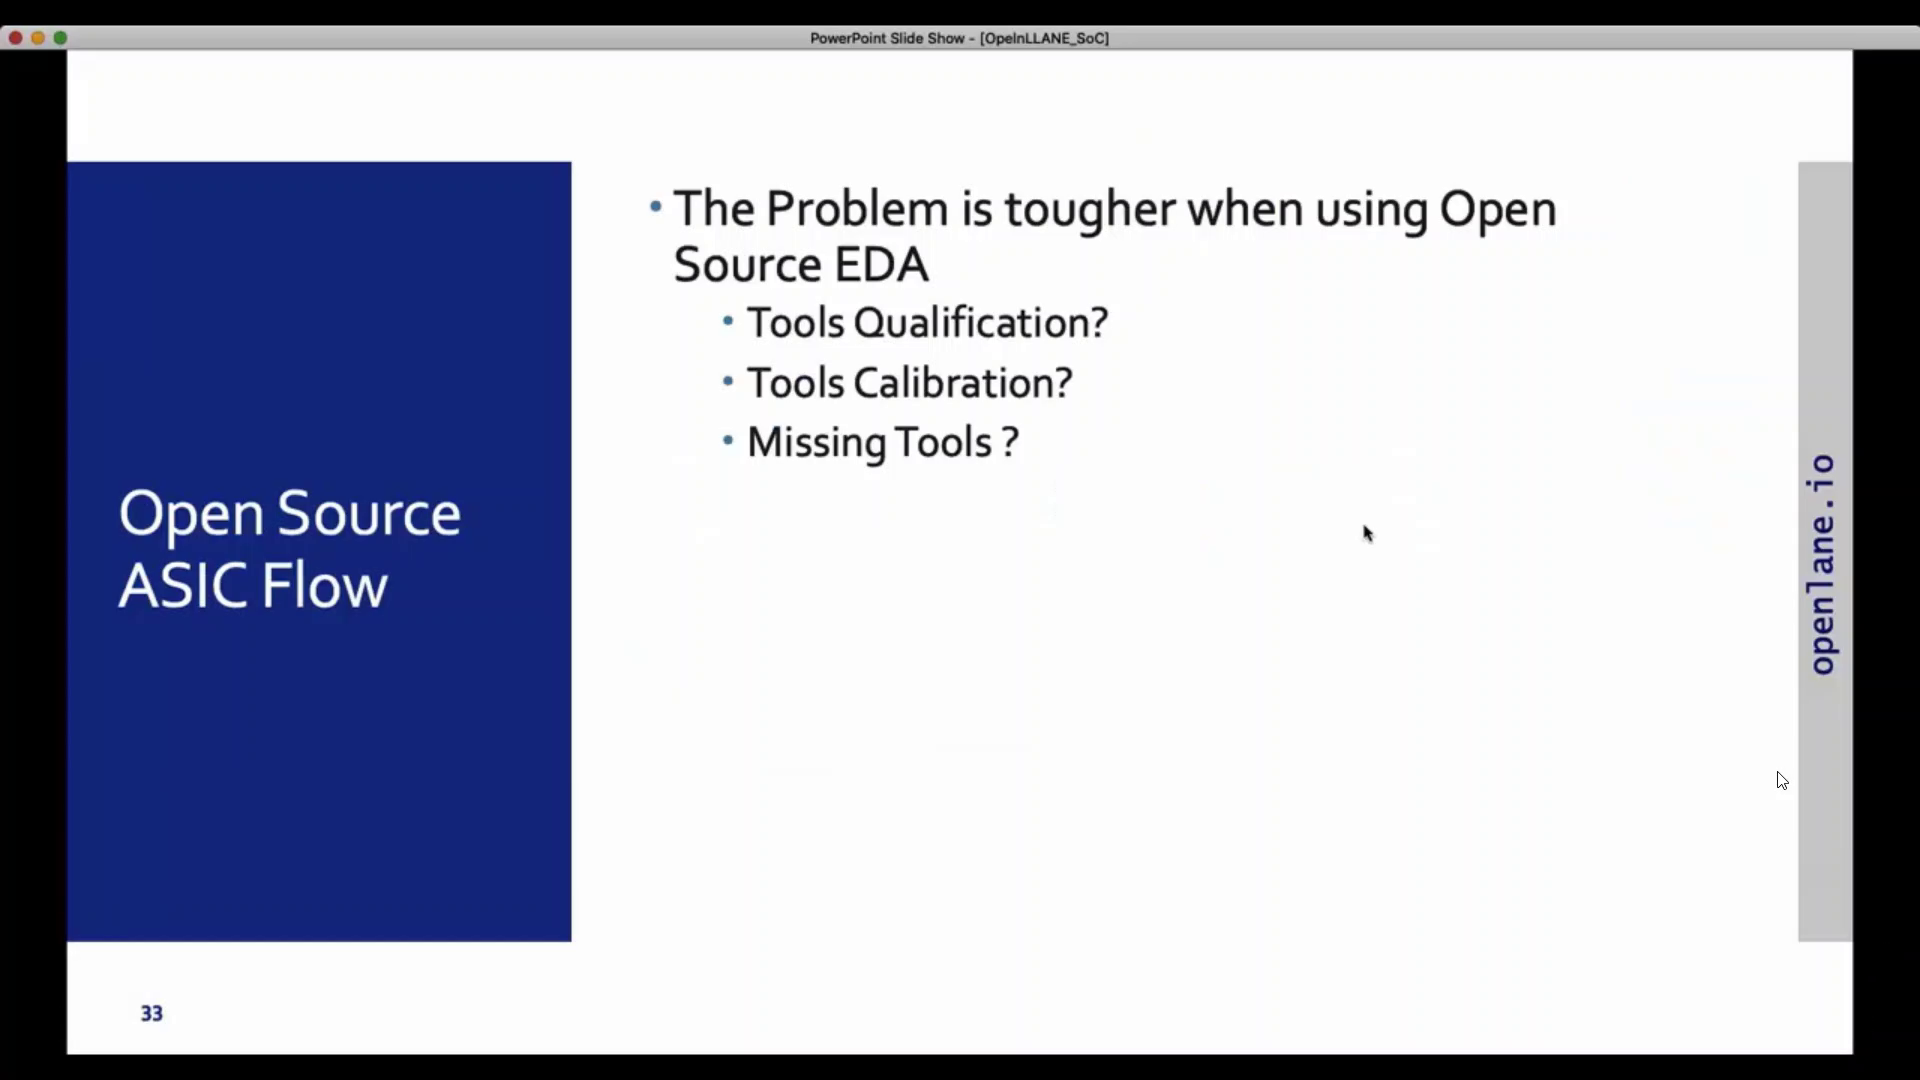 PowerPoint Slide Show - [OpeInLLANE_SoC]
• The Problem is tougher when using Open
Source EDA
• Tools Qualification?
• Tools Calibration?
• Missing Tools ?
Open Source
ASIC Flow
openlane.io
33